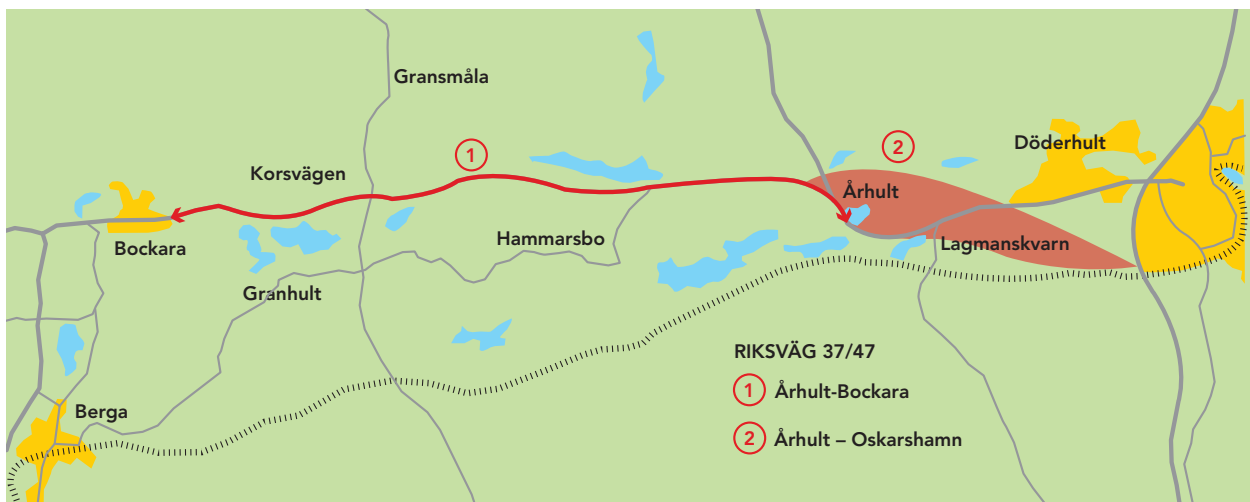 Gransmåla
Döderhult
1
2
Korsvägen
Århult
Bockara
Hammarsbo
Lagmanskvarn
Granhult
RIKSVÄG 37/47
1 Århult-Bockara
2 Århult – Oskarshamn
Berga